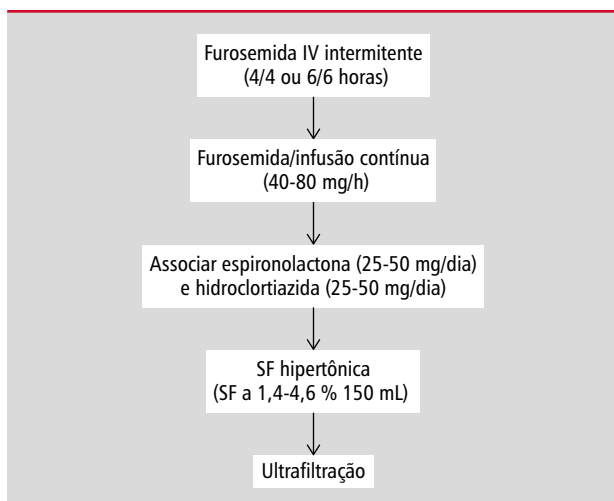 Furosemida IV intermitente
(4/4 ou 6/6 horas)
Furosemida/infusão contínua
(40-80 mg/h)
Associar espironolactona (25-50 mg/dia)
e hidroclortiazida (25-50 mg/dia)
SF hipertônica
(SF a 1,4-4,6 % 150 mL)
Ultrafiltração